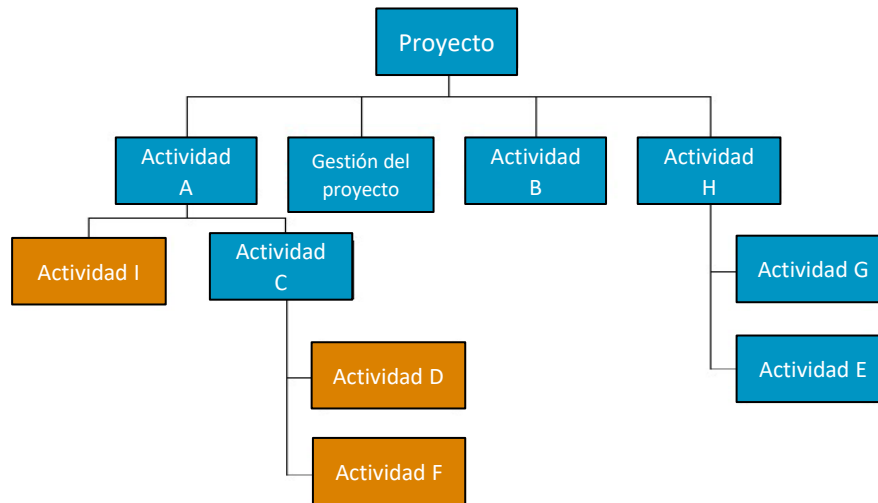 Proyecto
Actividad
A
Gestión del
proyecto
Actividad
B
Actividad
H
Actividad I
Actividad
C
Actividad G
Actividad D
Actividad E
Actividad F